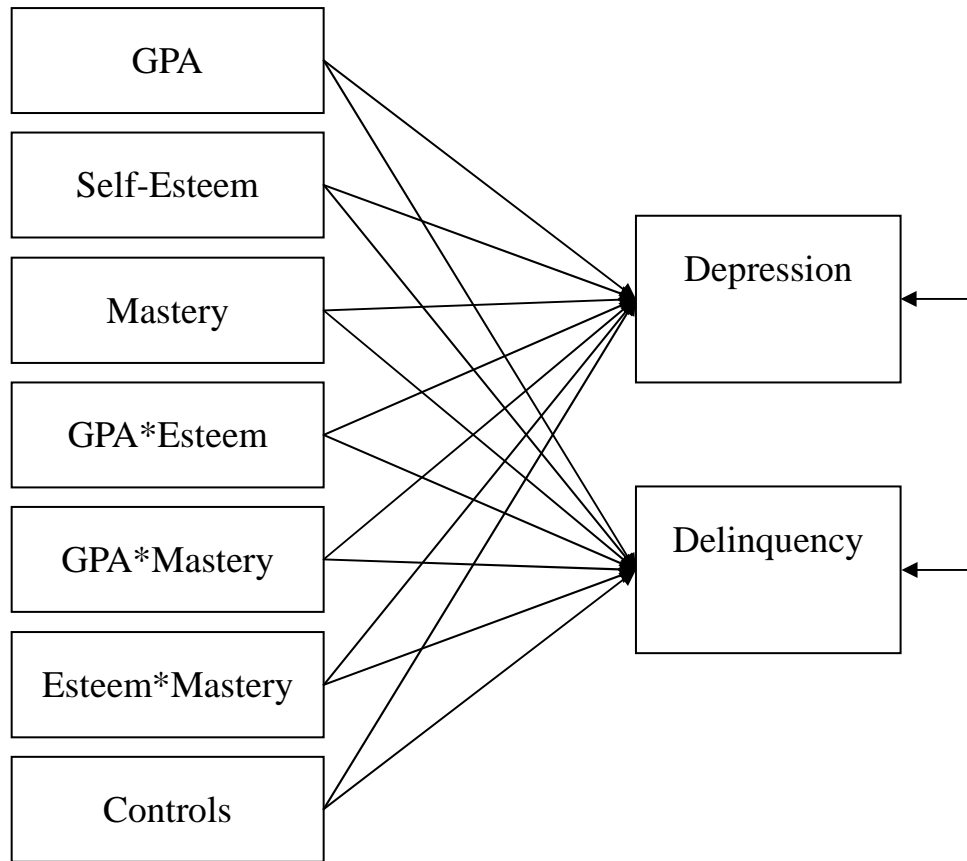 GPA
Self-Esteem
Mastery
GPA*Esteem
GPA*Mastery
Esteem*Mastery
Controls
Depression
Delinquency